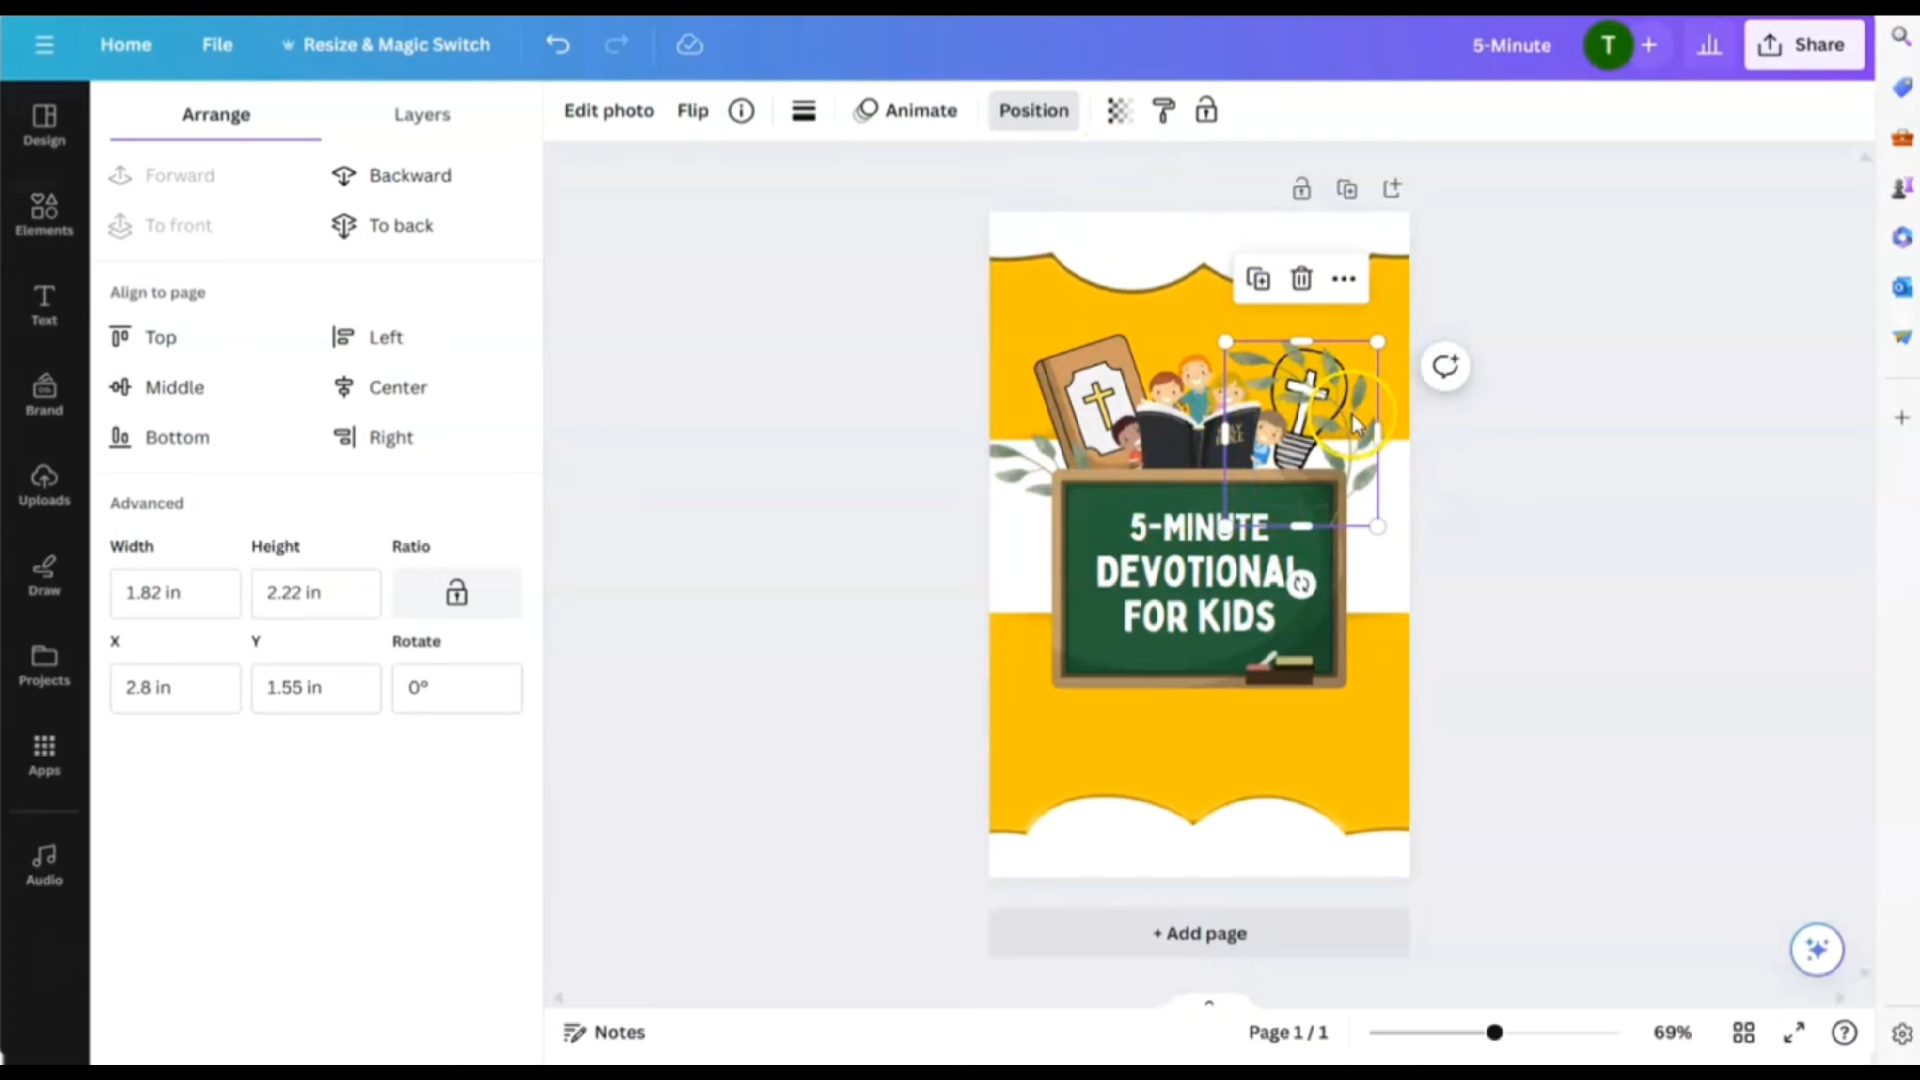 Home File Resize & Magic Switch 5-Minute T Share
Arrange Layers Edit photo Flip Animate Position
Design
Forward Backward
To front To back
Elements
Align to page
Text
Top Left
Middle Center
Brand
Bottom Right
Uploads
HOLY
BIBLE
Advanced
Width Height Ratio
1.82 in 2.22 in
Draw
X Y Rotate
2.8 in 1.55 in 0°
Projects
Apps
Audio
5-MINUTE
DEVOTIONAL
FOR KIDS
+ Add page
Notes Page 1 / 1 69%